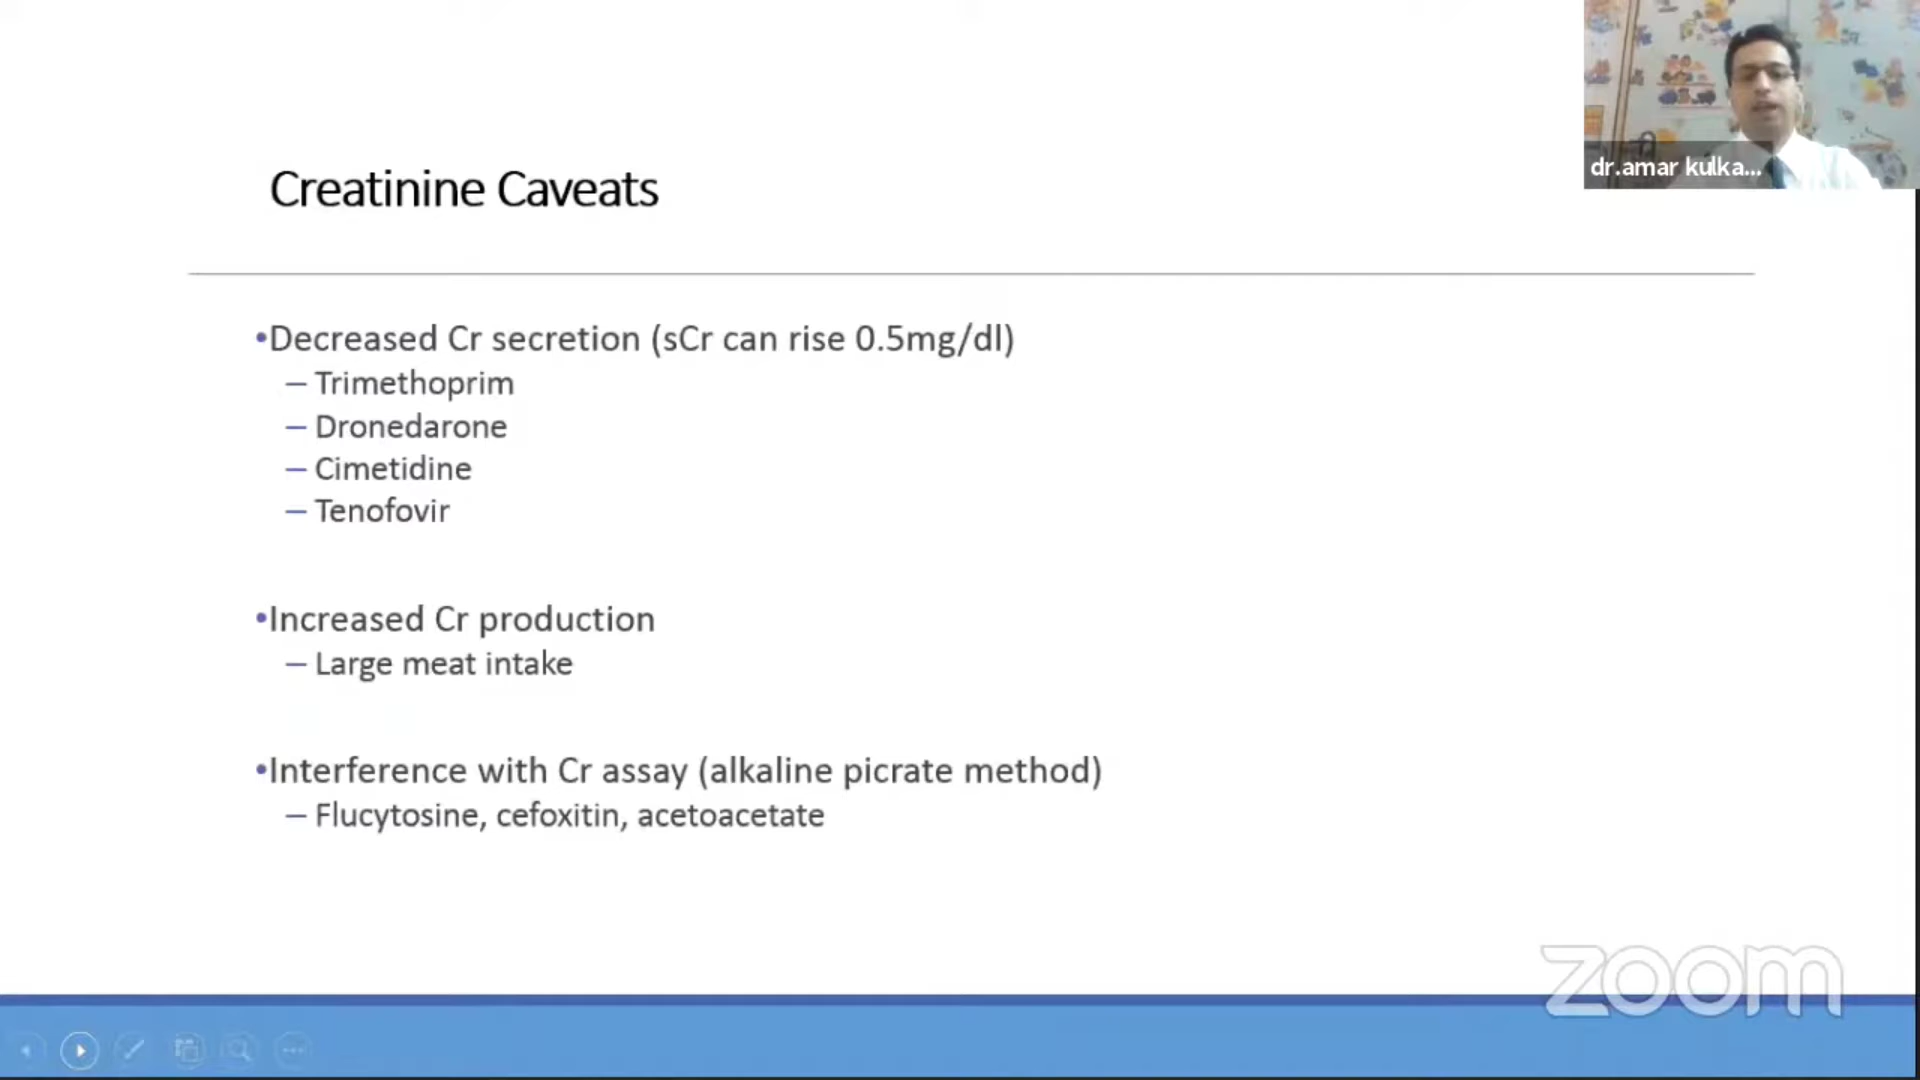 dr.amar kulka...
Creatinine Caveats
•Decreased Cr secretion (sCr can rise 0.5mg/dl)
– Trimethoprim
– Dronedarone
– Cimetidine
– Tenofovir
•Increased Cr production
– Large meat intake
•Interference with Cr assay (alkaline picrate method)
– Flucytosine, cefoxitin, acetoacetate
zoom